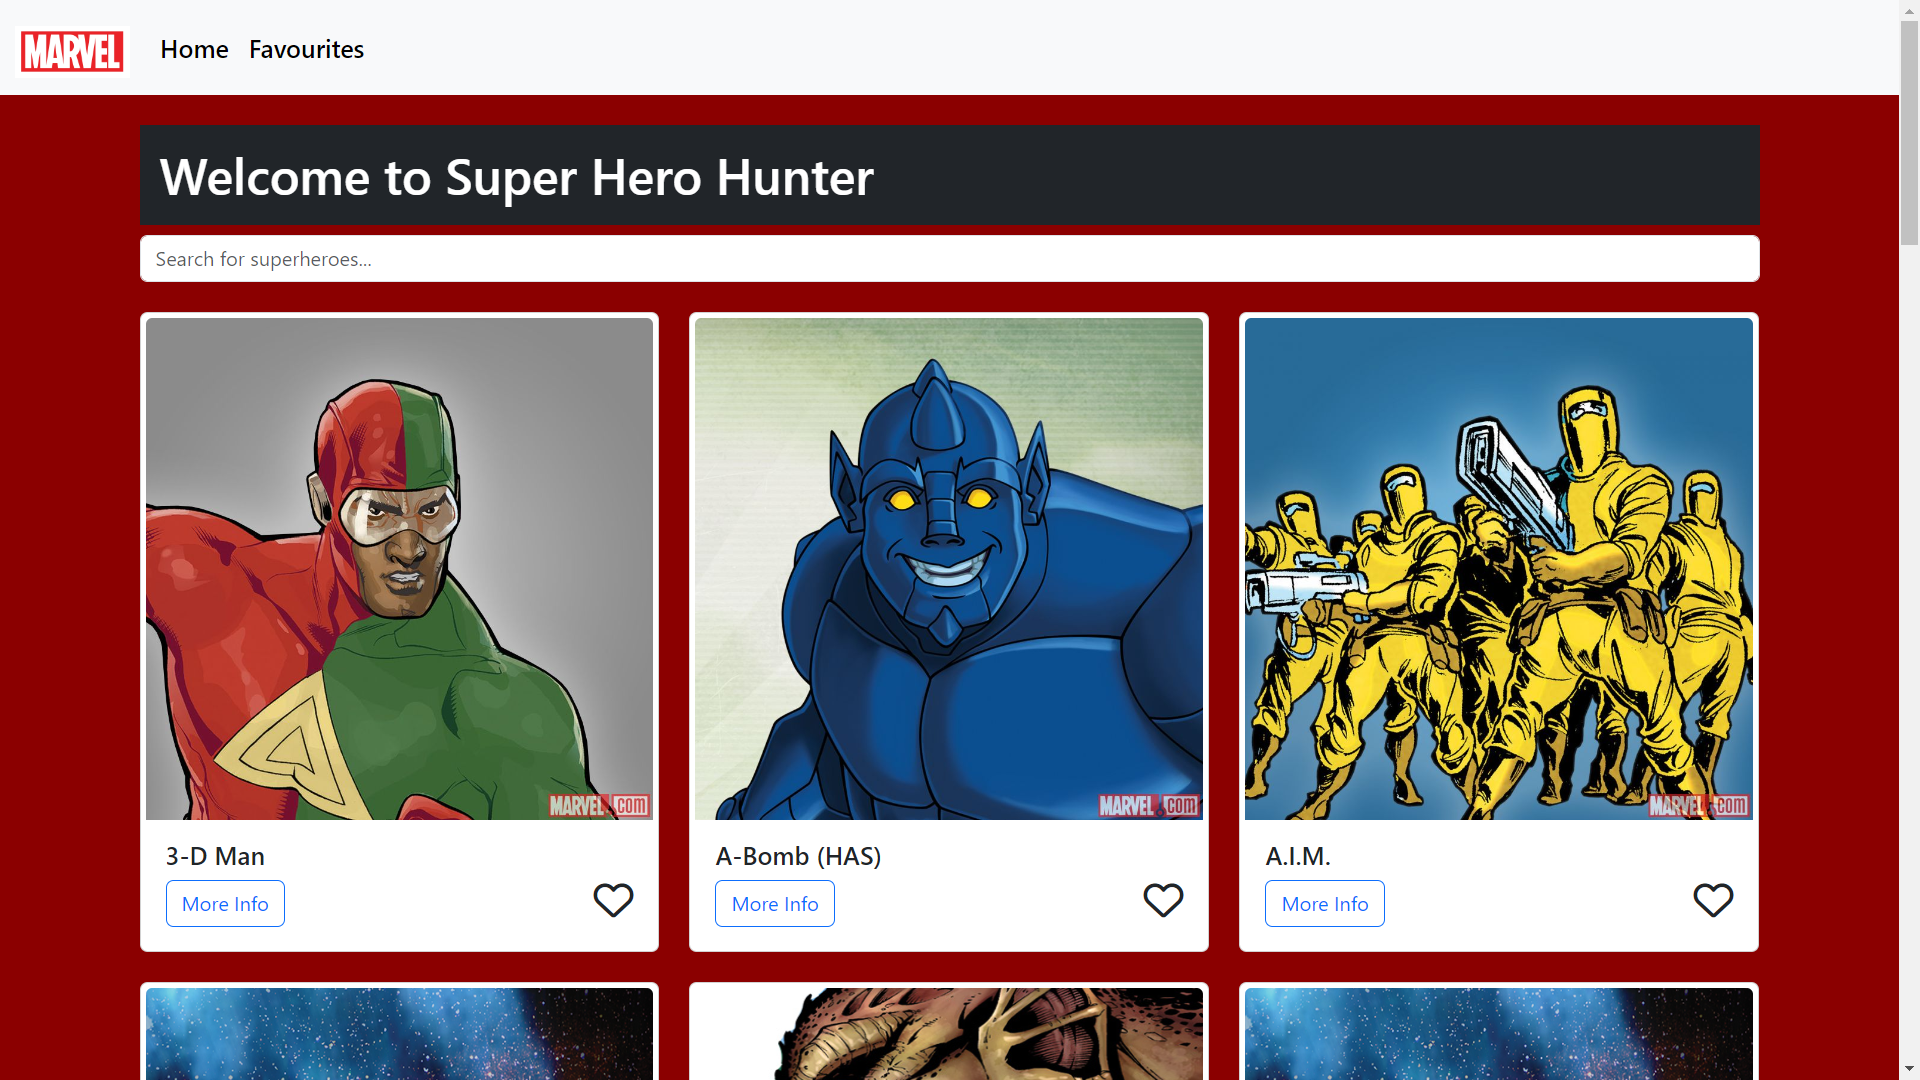 MARVEL
Home Favourites
Welcome to Super Hero Hunter
Search for superheroes...
MARVEL.com
MARVEL.com
MARVEL.com
3-D Man
A-Bomb (HAS)
A.I.M.
More Info
More Info
More Info